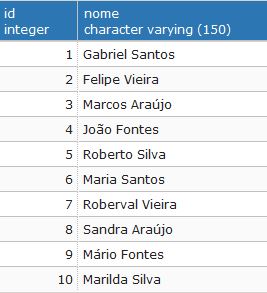 id nome
integer character varying (150)
1 Gabriel Santos
2 Felipe Vieira
3 Marcos Araújo
4 João Fontes
5 Roberto Silva
6 Maria Santos
7 Roberval Vieira
8 Sandra Araújo
9 Mário Fontes
10 Marilda Silva